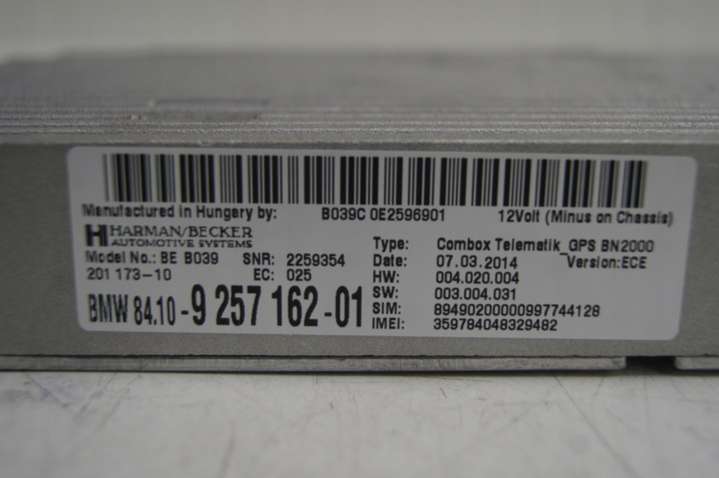 Manufactured in Hungary by: B039C 0E2596901 12Volt (Minus on Chassis)
HARMAN/BECKER
AUTOMOTIVE SYSTEMS
Model No.: BE B039 SNR: 2259354
201 173-10 EC: 025
BMW 84.10-9 257 162-01
Type: Combox Telematik_GPS BN2000
Date: 07.03.2014 Version:ECE
HW: 004.020.004
SW: 003.004.031
SIM: 89490200000997744128
IMEI: 359784048329482